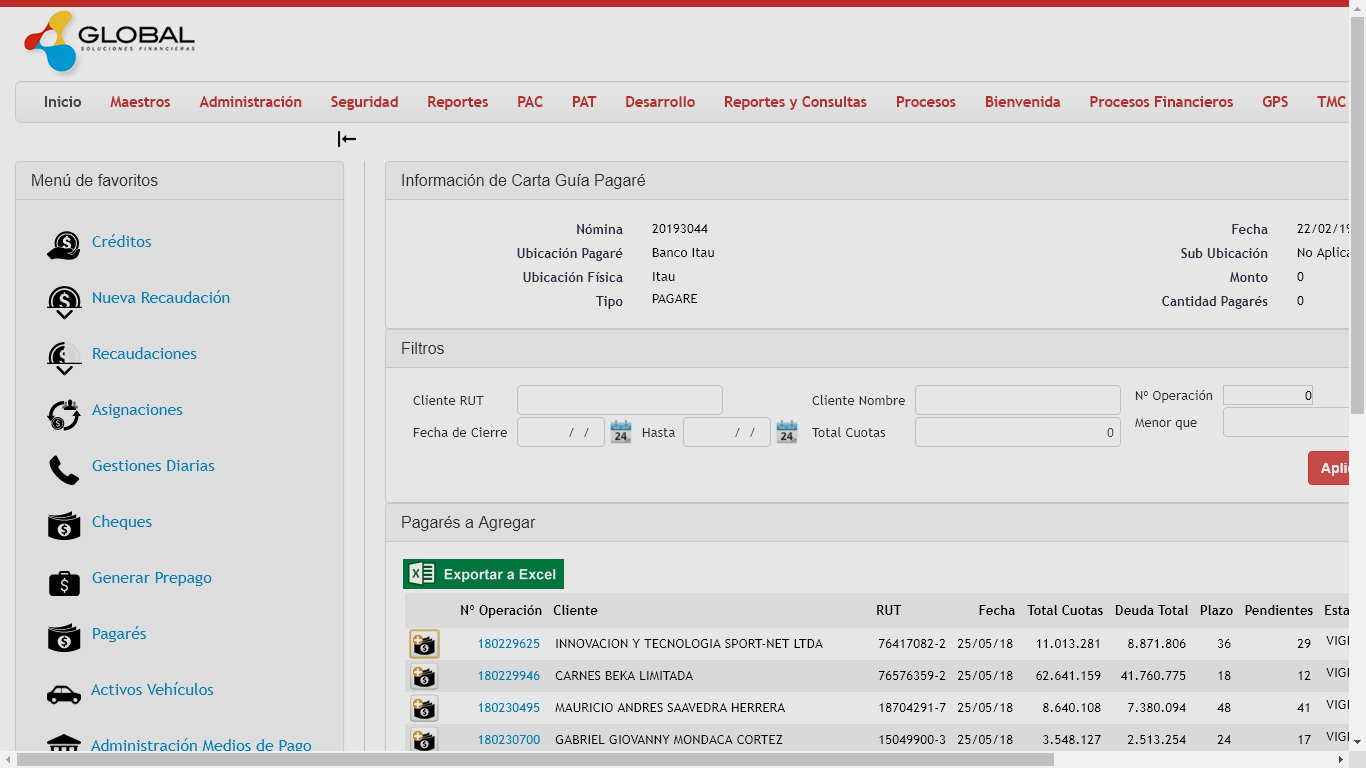 GLOBAL
SOLUCIONES FINANCIERAS
Inicio Maestros Administración Seguridad Reportes PAC PAT Desarrollo Reportes y Consultas Procesos Bienvenida Procesos Financieros GPS TMC
Menú de favoritos
Créditos
Nueva Recaudación
Recaudaciones
Asignaciones
Gestiones Diarias
Cheques
Generar Prepago
Pagarés
Activos Vehículos
Administración Medios de Pago
Información de Carta Guía Pagaré
Nómina 20193044 Fecha 22/02/19
Ubicación Pagaré Banco Itau Sub Ubicación No Aplica
Ubicación Física Itau Monto 0
Tipo PAGARE Cantidad Pagarés 0
Filtros
Cliente RUT Cliente Nombre Nº Operación 0
Fecha de Cierre / / 24 Hasta / / 24 Total Cuotas 0 Menor que
Apli
Pagarés a Agregar
Exportar a Excel
Nº Operación Cliente RUT Fecha Total Cuotas Deuda Total Plazo Pendientes Esta
180229625 INNOVACION Y TECNOLOGIA SPORT-NET LTDA 76417082-2 25/05/18 11.013.281 8.871.806 36 29 VIGE
180229946 CARNES BEKA LIMITADA 76576359-2 25/05/18 62.641.159 41.760.775 18 12 VIGE
180230495 MAURICIO ANDRES SAAVEDRA HERRERA 18704291-7 25/05/18 8.640.108 7.380.094 48 41 VIGE
180230700 GABRIEL GIOVANNY MONDACA CORTEZ 15049900-3 25/05/18 3.548.127 2.513.254 24 17 VIGE